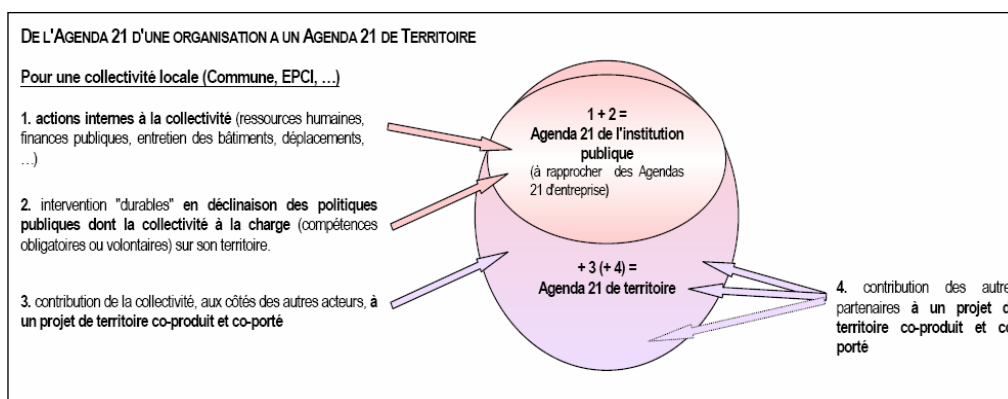 DE L'AGENDA 21 D'UNE ORGANISATION A UN AGENDA 21 DE TERRITOIRE
Pour une collectivité locale (Commune, EPCI, …)
1. actions internes à la collectivité (ressources humaines,
finances publiques, entretien des bâtiments, déplacements,
…)
2. intervention "durables" en déclinaison des politiques
publiques dont la collectivité à la charge (compétences
obligatoires ou volontaires) sur son territoire.
3. contribution de la collectivité, aux côtés des autres acteurs, à
un projet de territoire co-produit et co-porté
1 + 2 =
Agenda 21 de l'institution
publique
(à rapprocher des Agendas
21 d'entreprise)
+ 3 (+ 4) =
Agenda 21 de territoire
4. contribution des autre
partenaires à un projet d
territoire co-produit et co
porté